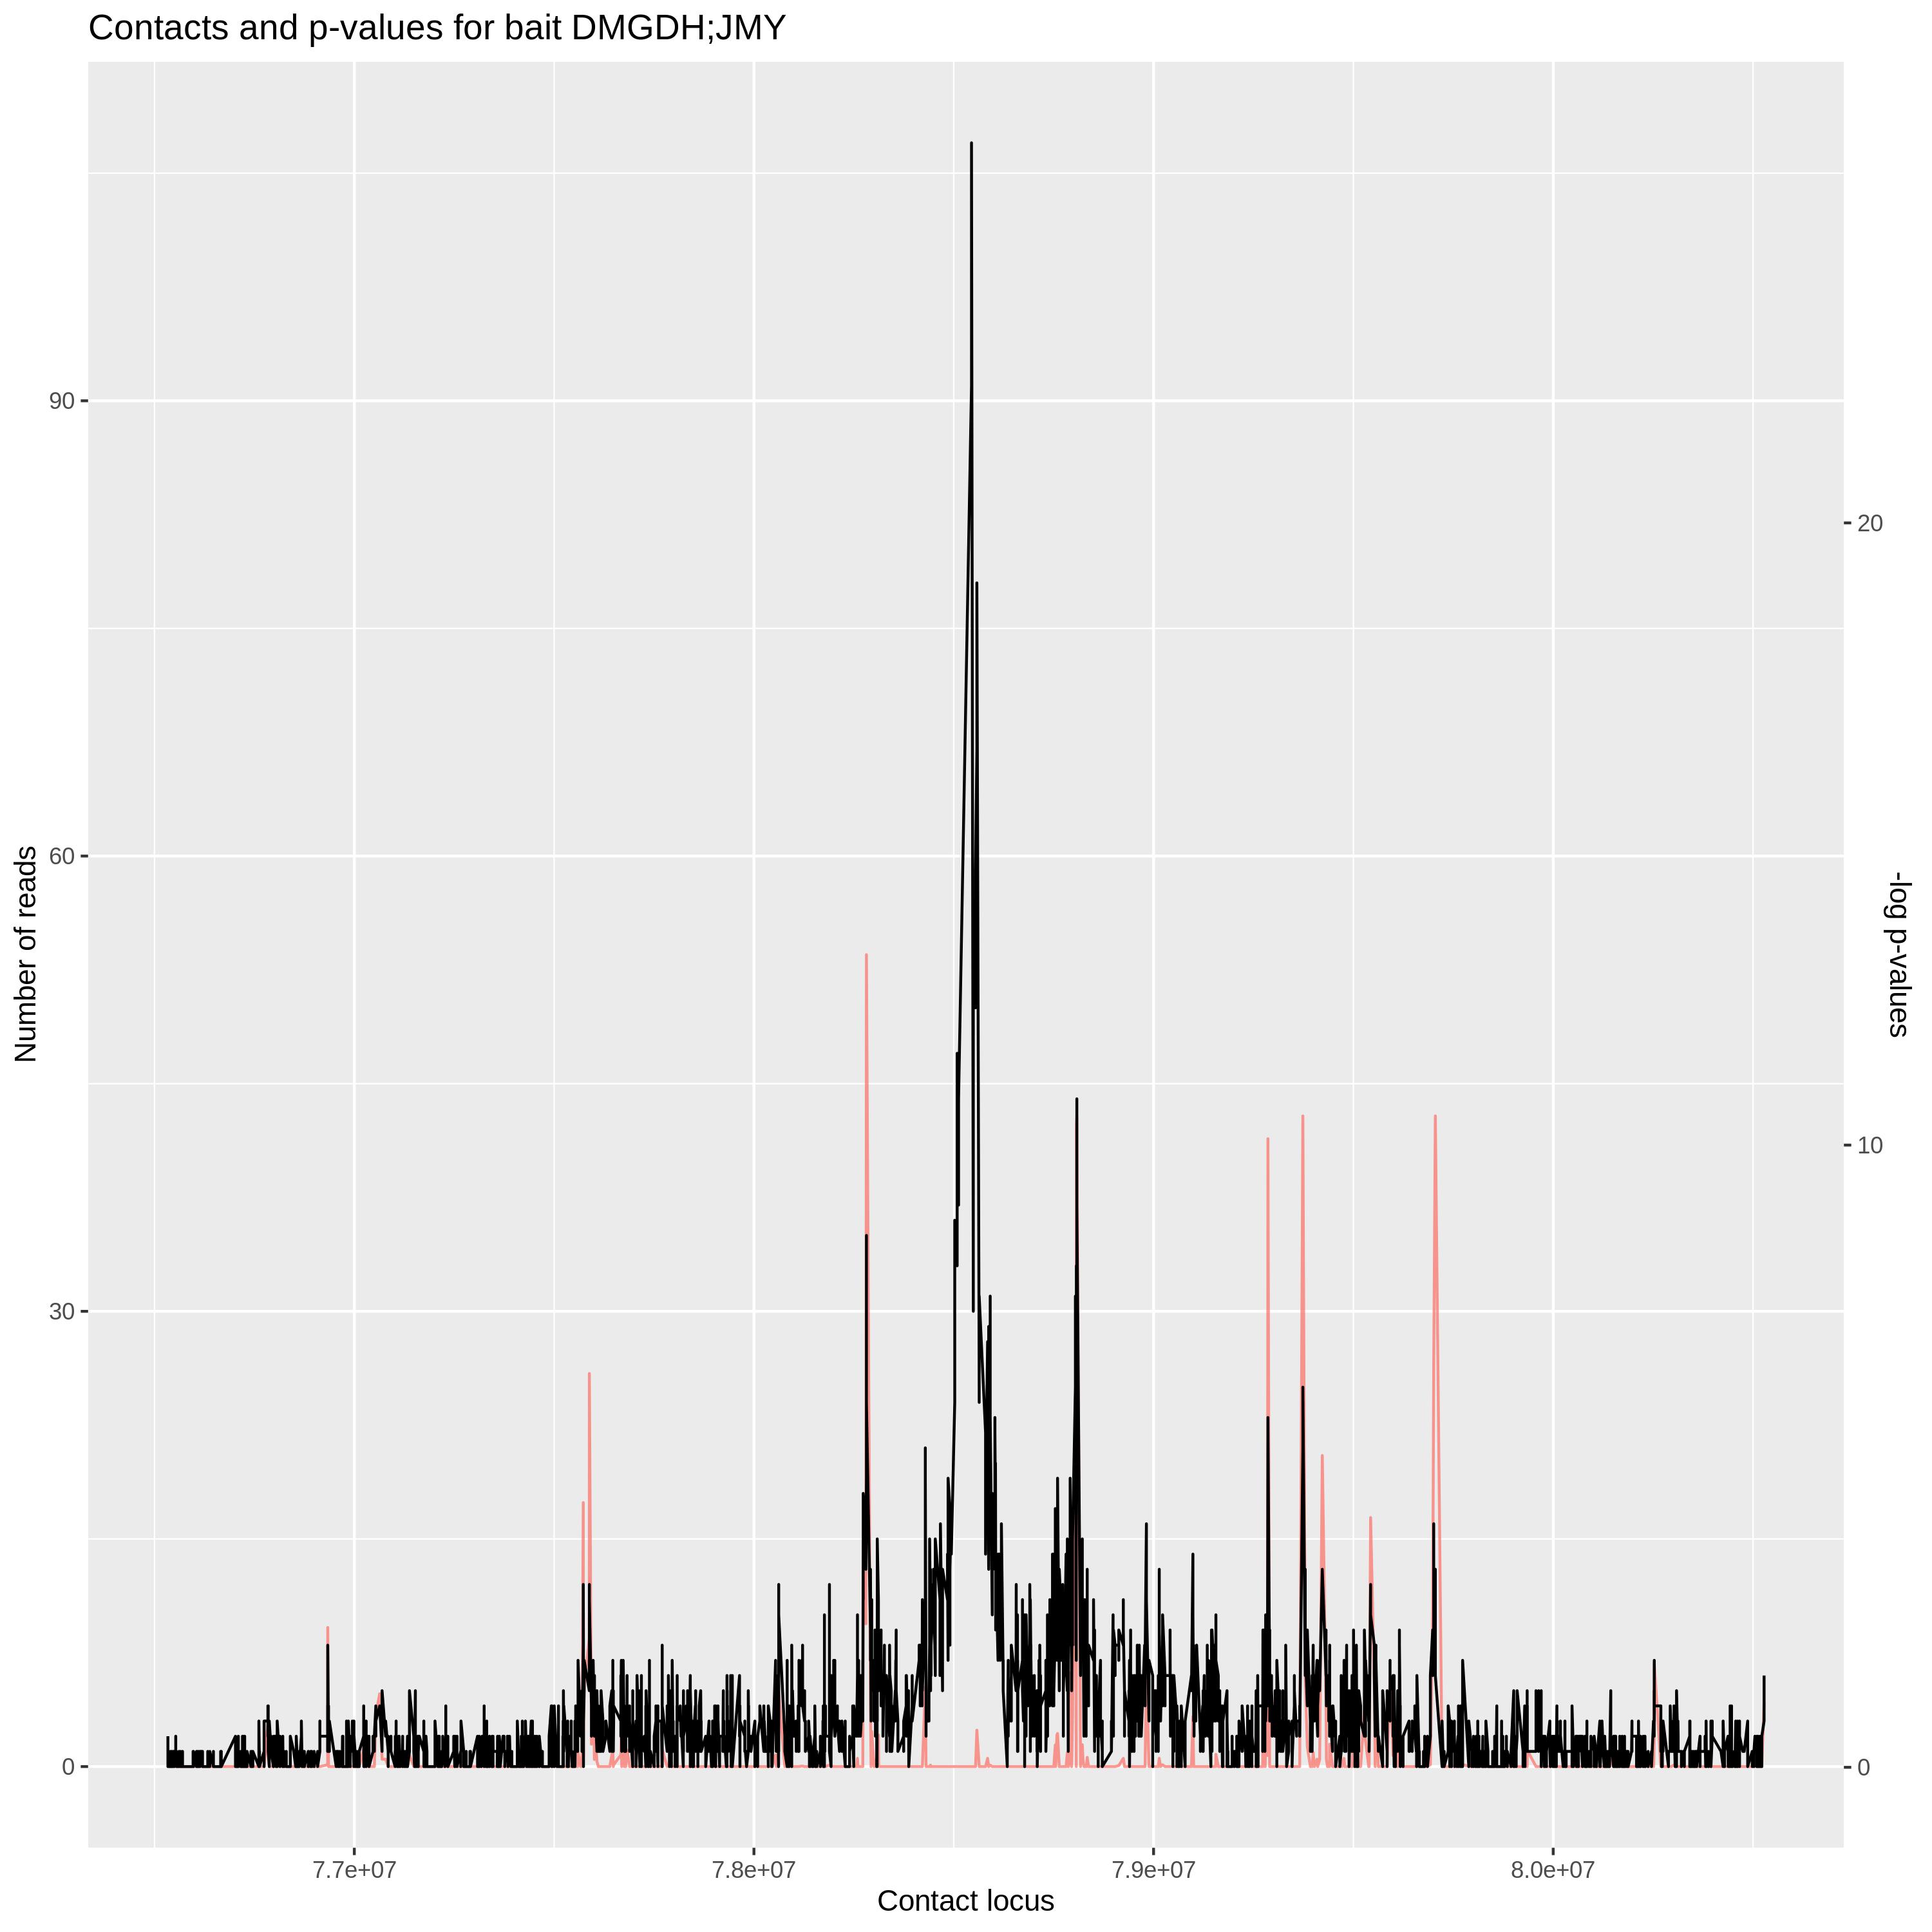 Contacts and p-values for bait DMGDH;JMY
Number of reads
90
60
30
0
20
10
0
-log p-values
7.7e+07 7.8e+07 7.9e+07 8.0e+07
Contact locus